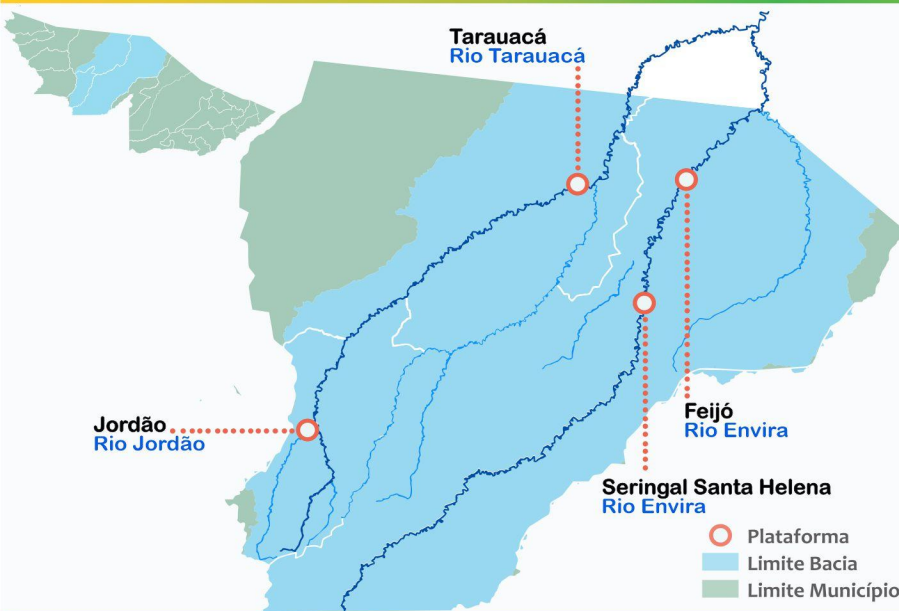 Tarauacá
Rio Tarauacá
Jordão
Rio Jordão
Feijó
Rio Envira
Seringal Santa Helena
Rio Envira
Plataforma
Limite Bacia
Limite Município